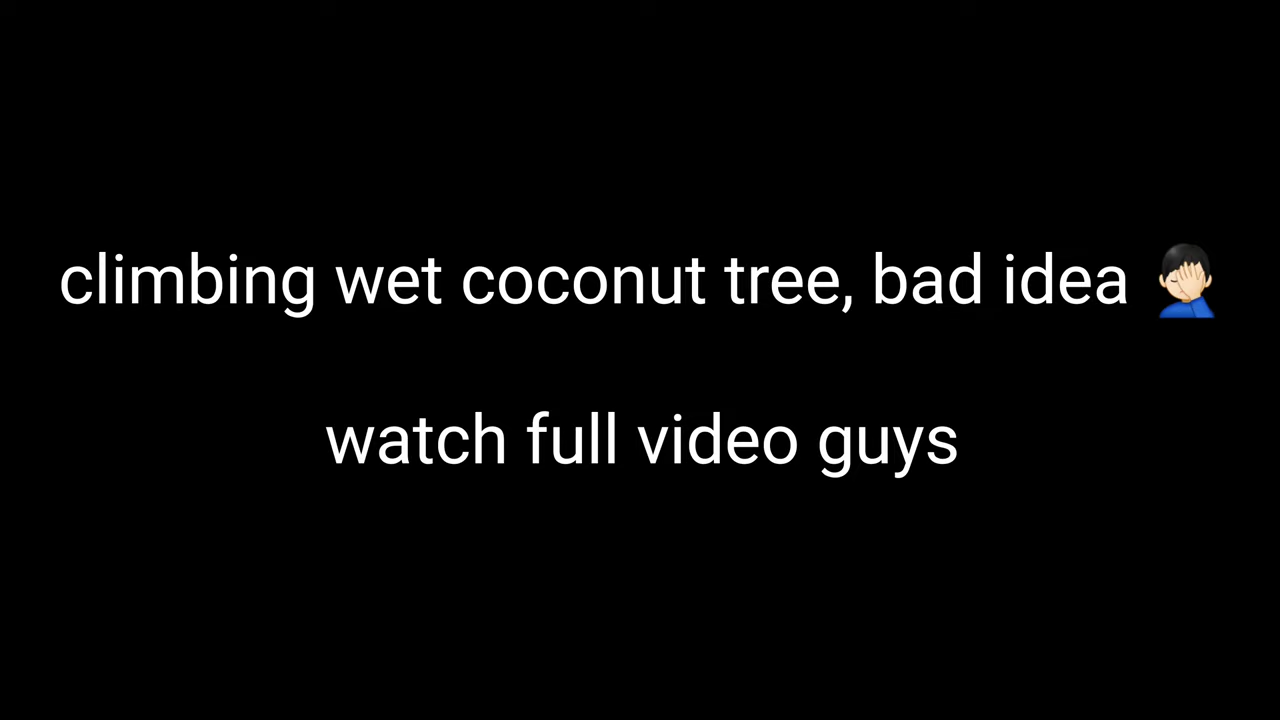 climbing wet coconut tree, bad idea 🤦🏻‍♂️
watch full video guys